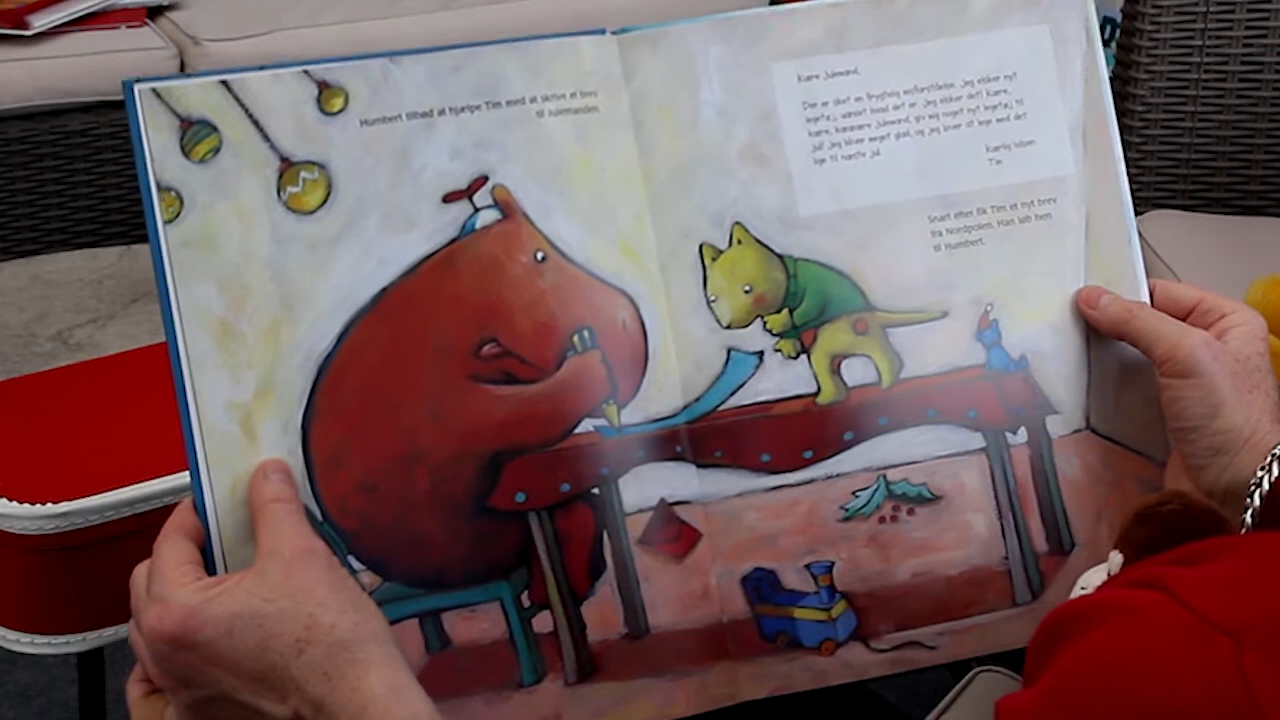 Humbert tilbød at hjælpe Tim med at skrive et brev
til Julemanden.
Kære Julemand,
Der er sket en frygtelig misforståelse. Jeg elsker nyt
legetøj, uanset hvad det er. Jeg elsker det! Kære,
kære, kæmpære Julemand, giv mig noget nyt legetøj til
jul! Jeg bliver meget glad, og jeg lover at lege med det
lige til næste jul.
Kærlig hilsen
Tim
Snart efter fik Tim et nyt brev
fra Nordpolen. Han løb hen
til Humbert.